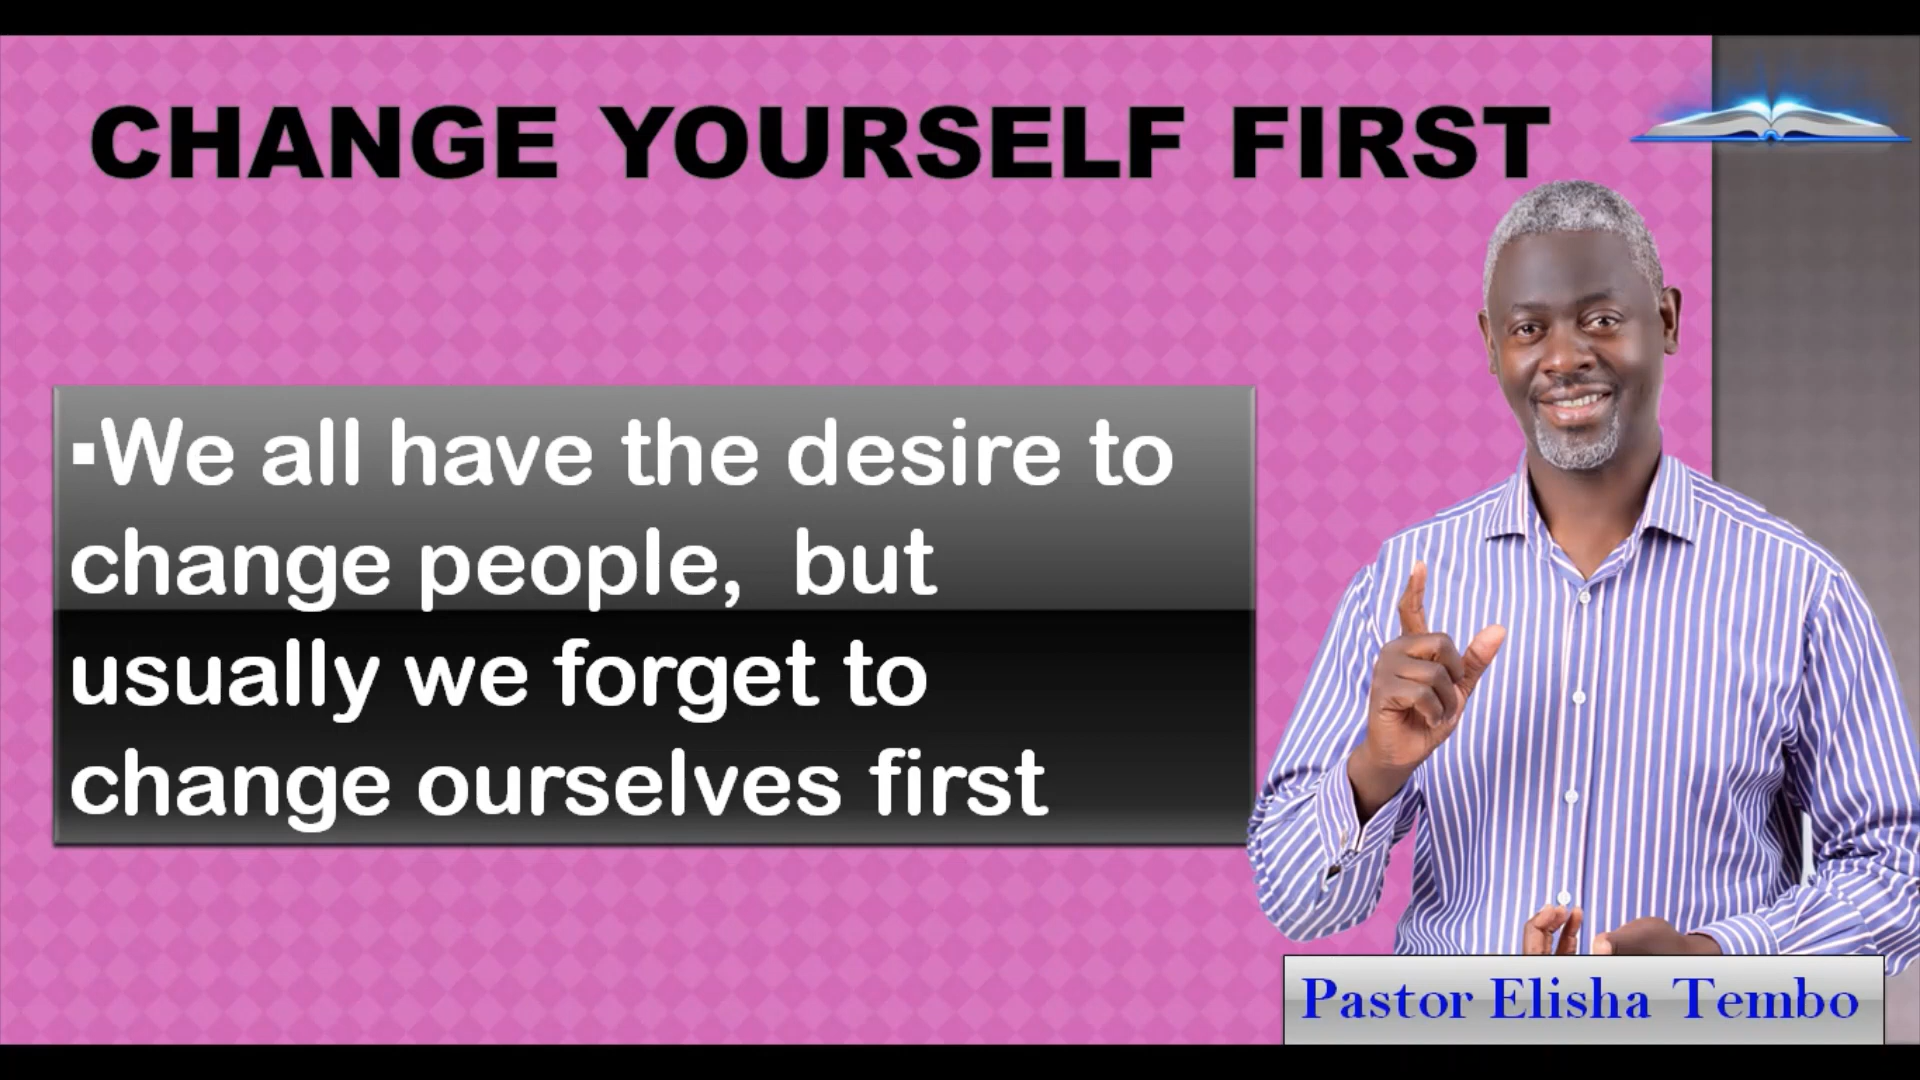 CHANGE YOURSELF FIRST
▪We all have the desire to
change people,  but
usually we forget to
change ourselves first
Pastor Elisha Tembo